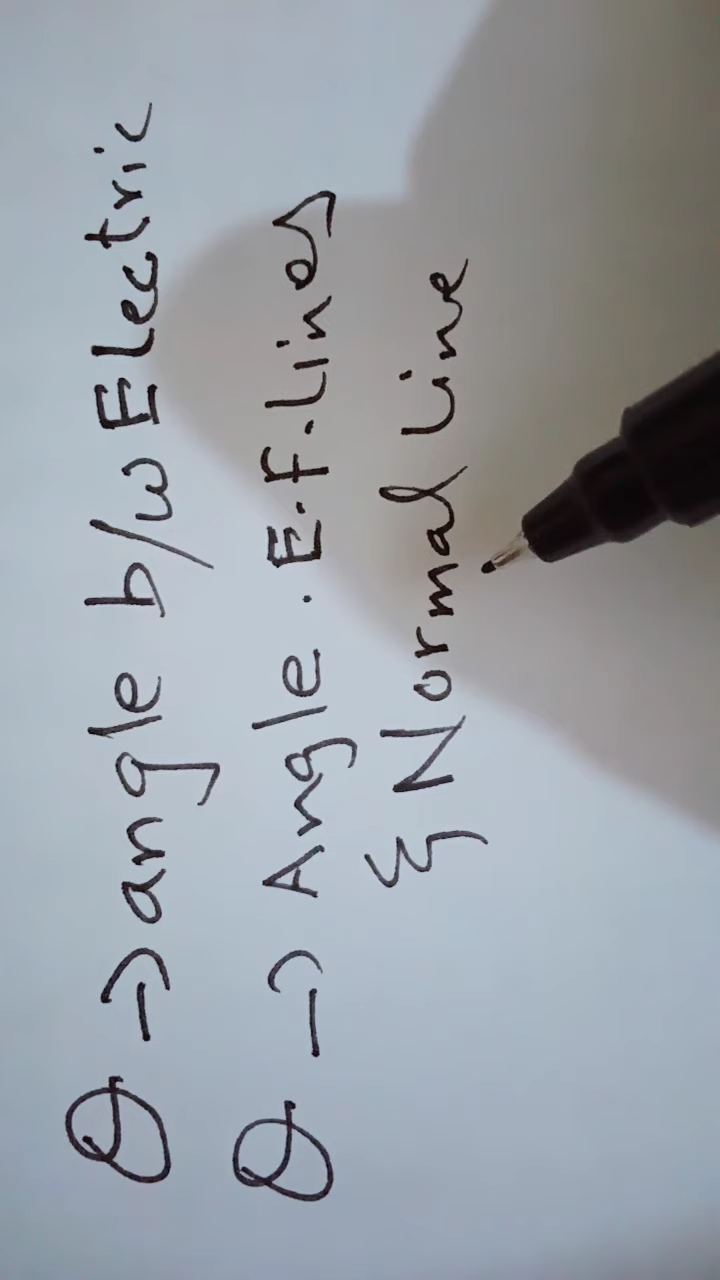 θ → angle b/w Electric
θ → Angle . E.F. Lines
& Normal Line